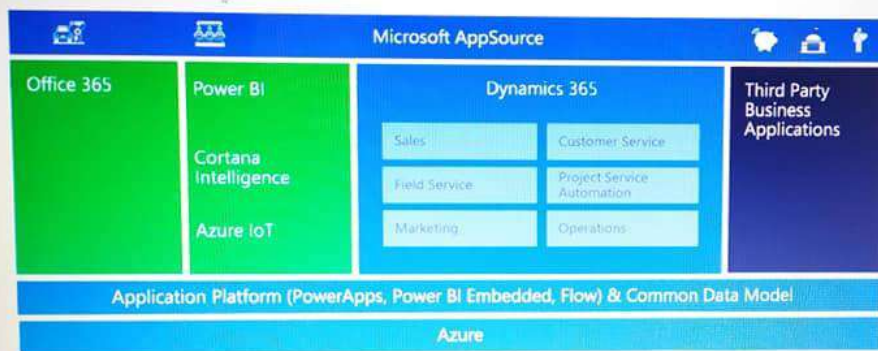 Microsoft AppSource
Office 365
Power BI
Cortana
Intelligence
Azure IoT
Dynamics 365
Sales
Customer Service
Field Service
Project Service
Automation
Marketing
Operations
Third Party
Business
Applications
Application Platform (PowerApps, Power BI Embedded, Flow) & Common Data Model
Azure